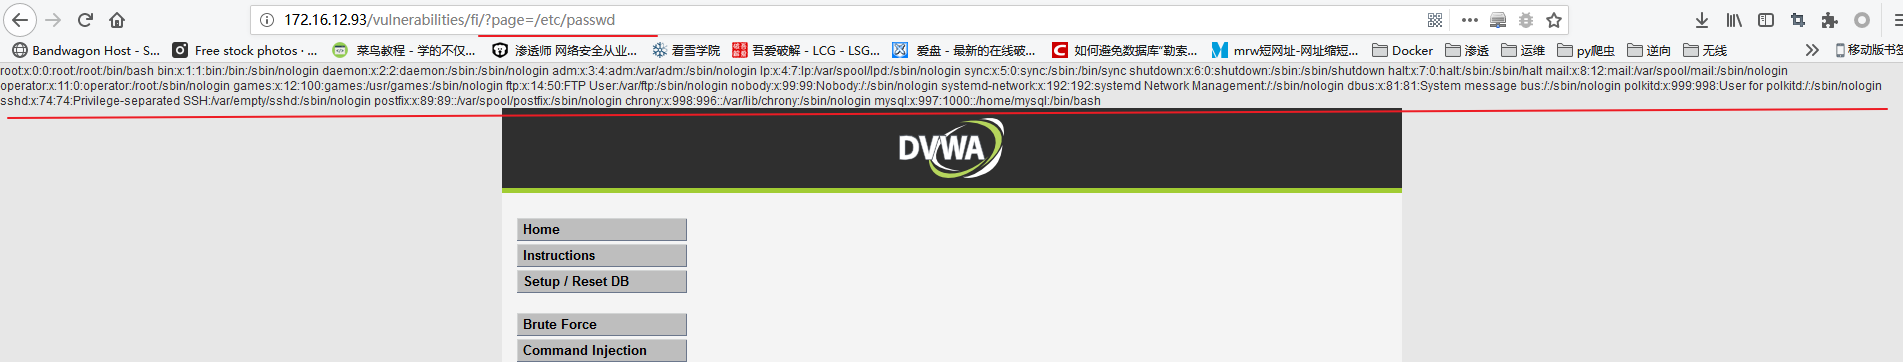 172.16.12.93/vulnerabilities/fi/?page=/etc/passwd
Bandwagon Host - S... Free stock photos · ... 菜鸟教程 - 学的不仅... 渗透师 网络安全从业... 看雪学院 吾爱破解 - LCG - LSG... 爱盘 - 最新的在线破... 如何避免数据库"勒索... mrw短网址-网址缩短... Docker 渗透 运维 py爬虫 逆向 无线 移动版书签
root:x:0:0:root:/root:/bin/bash bin:x:1:1:bin:/bin:/sbin/nologin daemon:x:2:2:daemon:/sbin:/sbin/nologin adm:x:3:4:adm:/var/adm:/sbin/nologin lp:x:4:7:lp:/var/spool/lpd:/sbin/nologin sync:x:5:0:sync:/sbin:/bin/sync shutdown:x:6:0:shutdown:/sbin:/sbin/shutdown halt:x:7:0:halt:/sbin:/sbin/halt mail:x:8:12:mail:/var/spool/mail:/sbin/nologin
operator:x:11:0:operator:/root:/sbin/nologin games:x:12:100:games:/usr/games:/sbin/nologin ftp:x:14:50:FTP User:/var/ftp:/sbin/nologin nobody:x:99:99:Nobody:/:/sbin/nologin systemd-network:x:192:192:systemd Network Management:/:/sbin/nologin dbus:x:81:81:System message bus:/:/sbin/nologin polkitd:x:999:998:User for polkitd:/:/sbin/nologin
sshd:x:74:74:Privilege-separated SSH:/var/empty/sshd:/sbin/nologin postfix:x:89:89::/var/spool/postfix:/sbin/nologin chrony:x:998:996::/var/lib/chrony:/sbin/nologin mysql:x:997:1000::/home/mysql:/bin/bash
DVWA
Home
Instructions
Setup / Reset DB
Brute Force
Command Injection